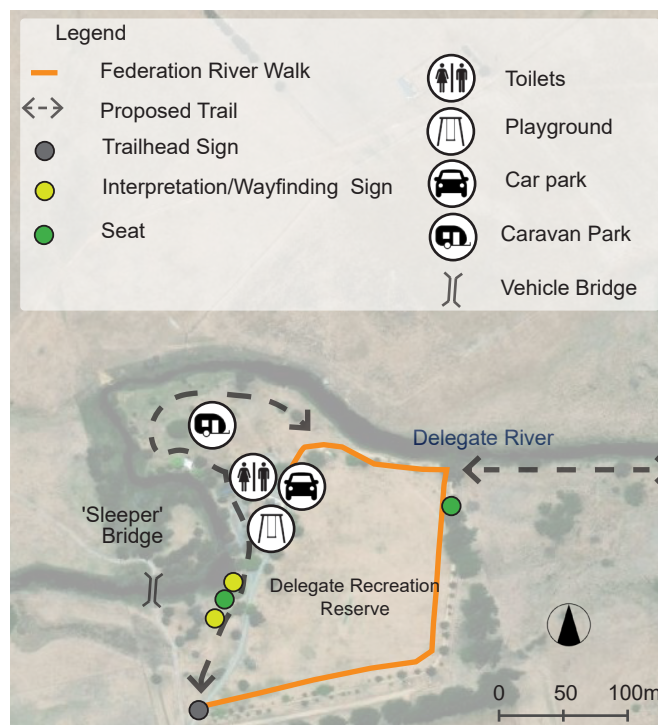 Legend
Federation River Walk
Proposed Trail
Trailhead Sign
Interpretation/Wayfinding Sign
Seat
Toilets
Playground
Car park
Caravan Park
Vehicle Bridge
Delegate River
'Sleeper'
Bridge
Delegate Recreation
Reserve
0 50 100m